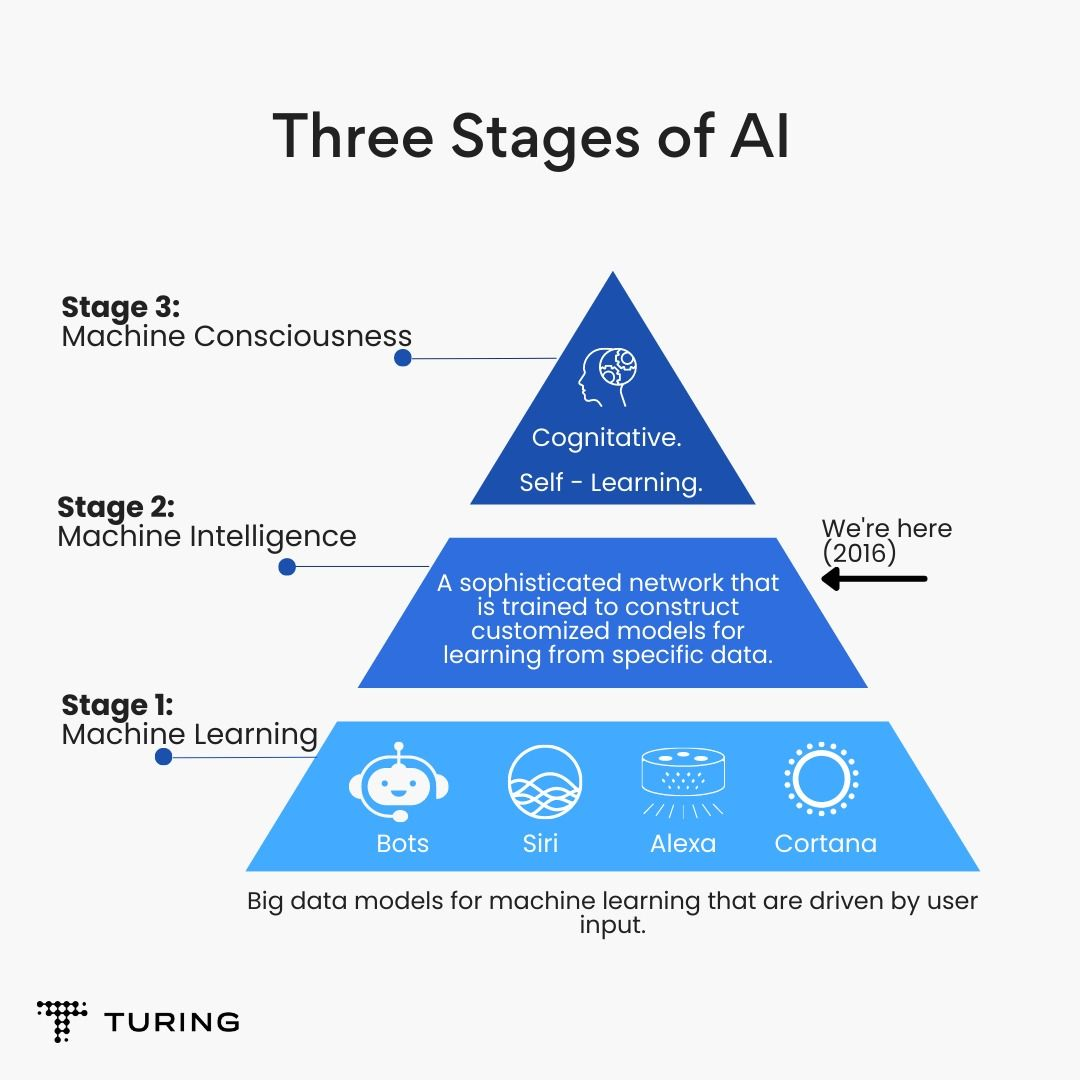 Three Stages of AI
Stage 3:
Machine Consciousness
Cognitative.
Self - Learning.
Stage 2:
Machine Intelligence
A sophisticated network that
is trained to construct
customized models for
learning from specific data.
We're here
(2016)
Stage 1:
Machine Learning
Bots
Siri
Alexa
Cortana
Big data models for machine learning that are driven by user
input.
TURING